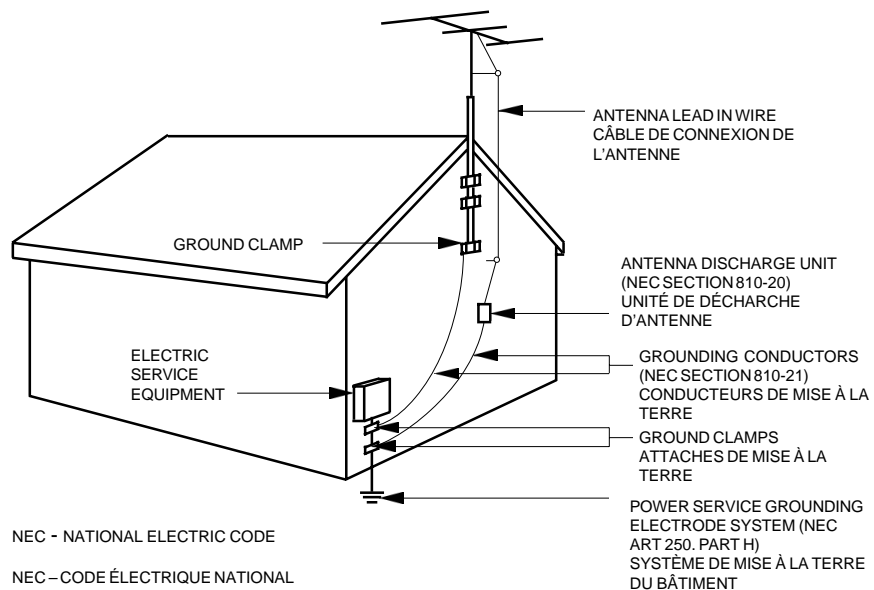 ANTENNA LEAD IN WIRE
CÂBLE DE CONNEXION DE
L'ANTENNE
GROUND CLAMP
ANTENNA DISCHARGE UNIT
(NEC SECTION 810-20)
UNITÉ DE DÉCHARCHE
D'ANTENNE
ELECTRIC
SERVICE
EQUIPMENT
GROUNDING CONDUCTORS
(NEC SECTION 810-21)
CONDUCTEURS DE MISE À LA
TERRE
GROUND CLAMPS
ATTACHES DE MISE À LA
TERRE
POWER SERVICE GROUNDING
ELECTRODE SYSTEM (NEC
ART 250. PART H)
SYSTÈME DE MISE À LA TERRE
DU BÂTIMENT
NEC - NATIONAL ELECTRIC CODE
NEC – CODE ÉLECTRIQUE NATIONAL